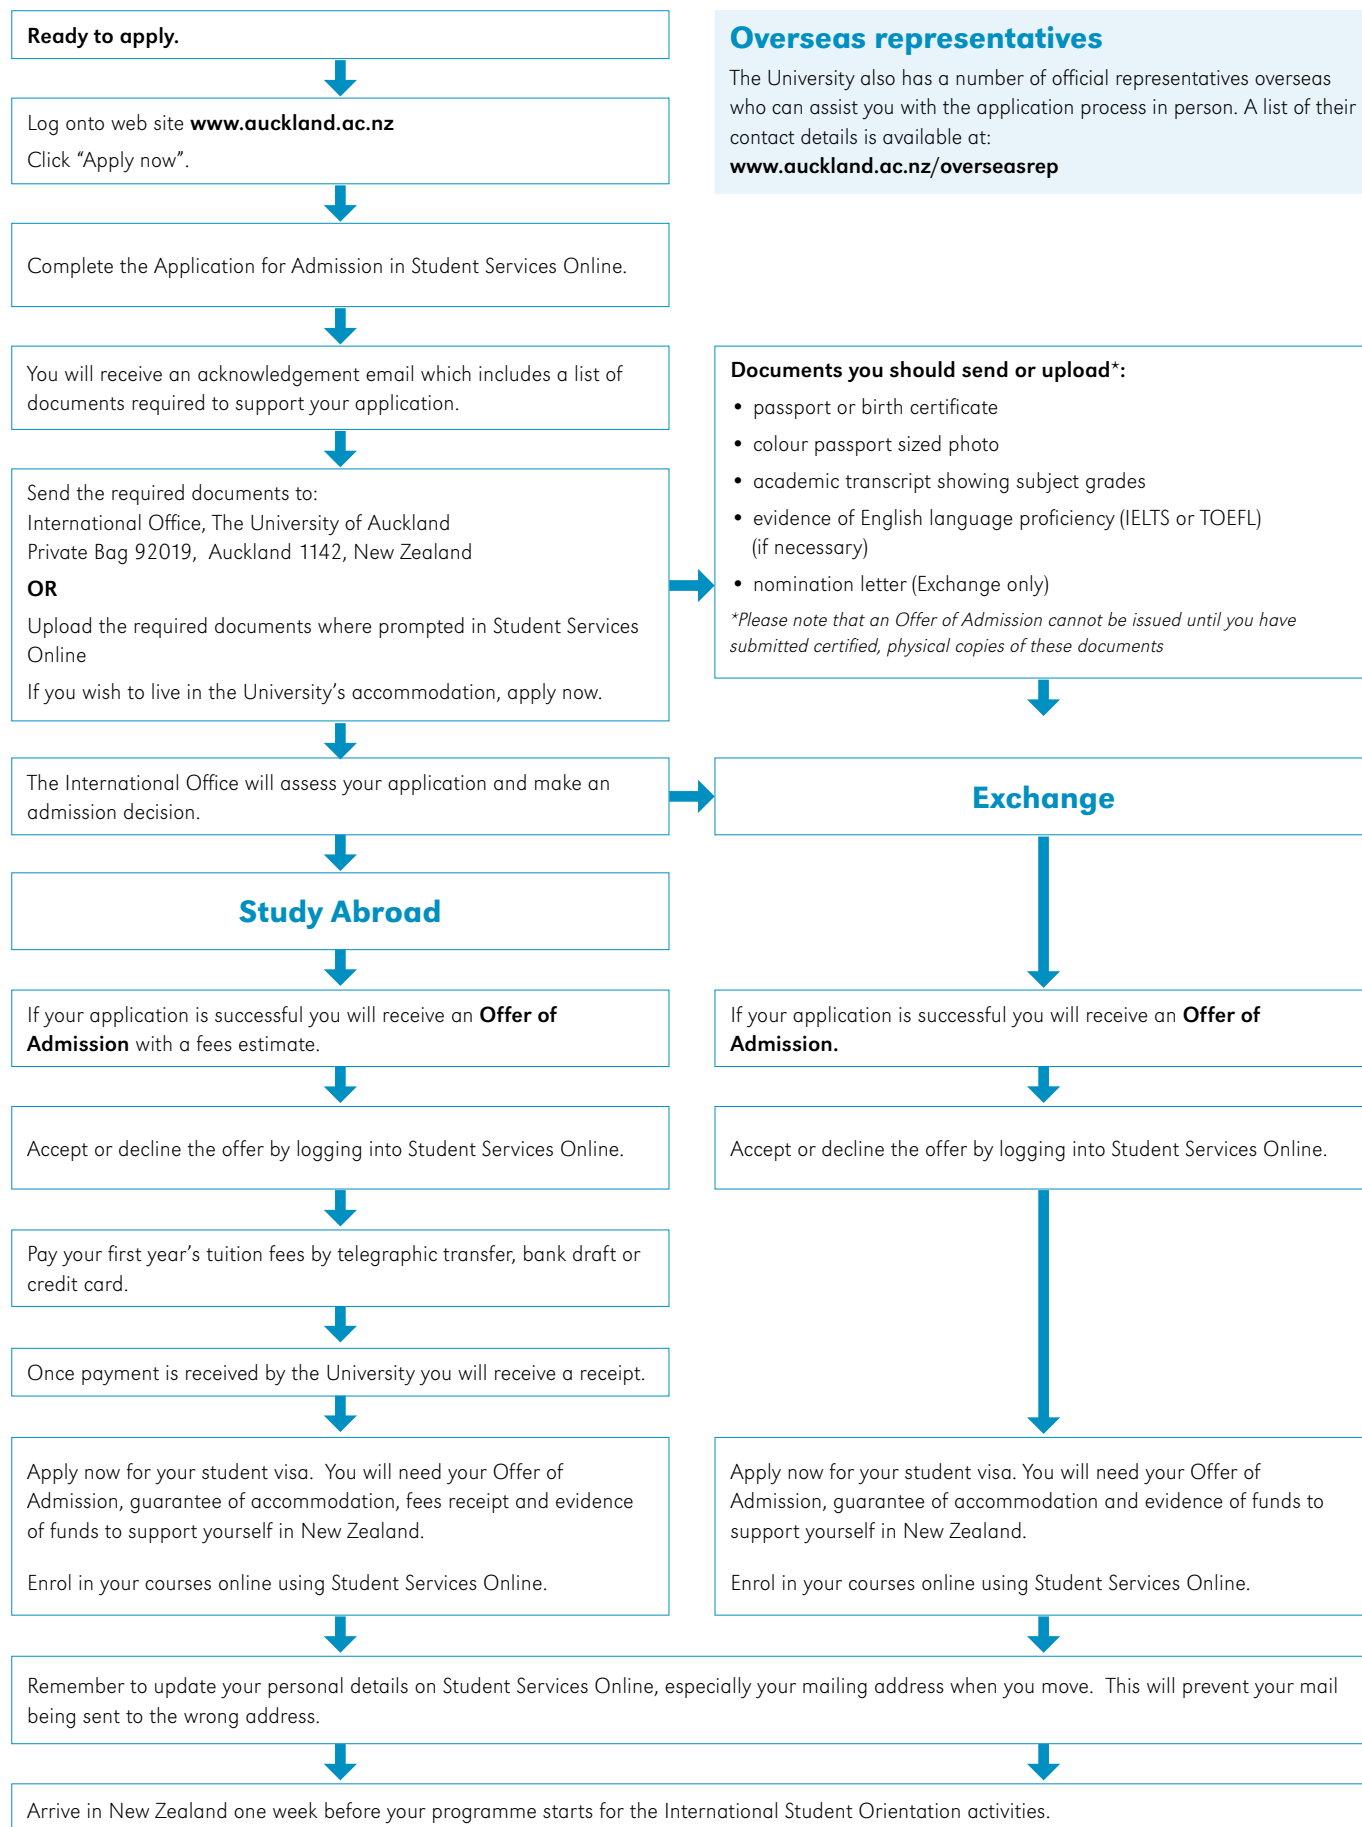 Ready to apply.
Overseas representatives
The University also has a number of official representatives overseas
who can assist you with the application process in person. A list of their
contact details is available at:
www.auckland.ac.nz/overseasrep
Log onto web site www.auckland.ac.nz
Click “Apply now”.
Complete the Application for Admission in Student Services Online.
You will receive an acknowledgement email which includes a list of
documents required to support your application.
Send the required documents to:
International Office, The University of Auckland
Private Bag 92019, Auckland 1142, New Zealand
OR
Upload the required documents where prompted in Student Services
Online
If you wish to live in the University’s accommodation, apply now.
Documents you should send or upload*:
• passport or birth certificate
• colour passport sized photo
• academic transcript showing subject grades
• evidence of English language proficiency (IELTS or TOEFL)
(if necessary)
• nomination letter (Exchange only)
*Please note that an Offer of Admission cannot be issued until you have
submitted certified, physical copies of these documents
The International Office will assess your application and make an
admission decision.
Exchange
Study Abroad
If your application is successful you will receive an Offer of
Admission with a fees estimate.
If your application is successful you will receive an Offer of
Admission.
Accept or decline the offer by logging into Student Services Online.
Accept or decline the offer by logging into Student Services Online.
Pay your first year’s tuition fees by telegraphic transfer, bank draft or
credit card.
Once payment is received by the University you will receive a receipt.
Apply now for your student visa. You will need your Offer of
Admission, guarantee of accommodation, fees receipt and evidence
of funds to support yourself in New Zealand.
Enrol in your courses online using Student Services Online.
Apply now for your student visa. You will need your Offer of
Admission, guarantee of accommodation and evidence of funds to
support yourself in New Zealand.
Enrol in your courses online using Student Services Online.
Remember to update your personal details on Student Services Online, especially your mailing address when you move. This will prevent your mail
being sent to the wrong address.
Arrive in New Zealand one week before your programme starts for the International Student Orientation activities.